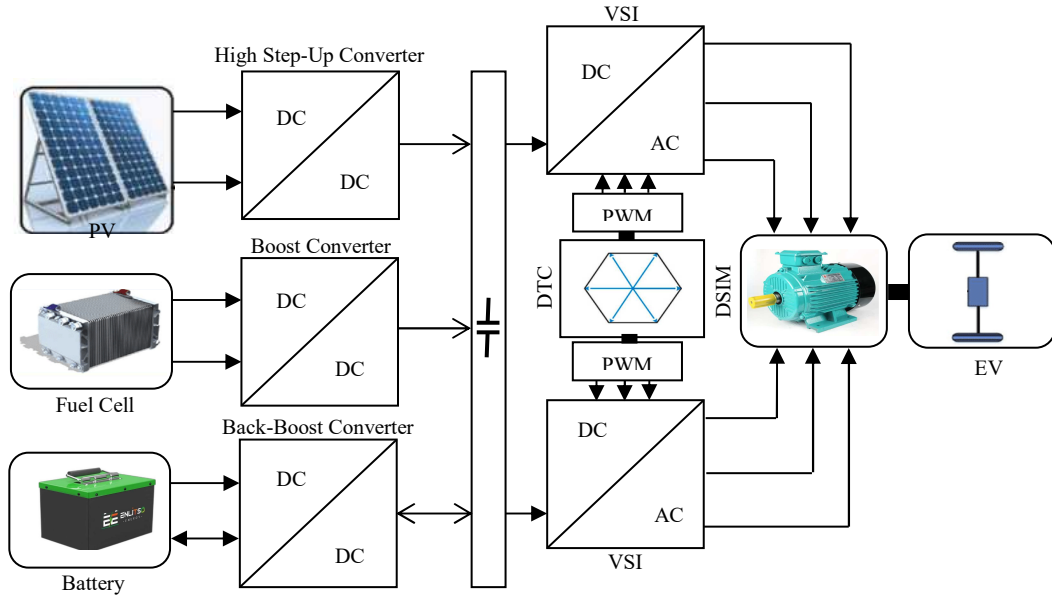 VSI
High Step-Up Converter
DC
DC
PV
DC
AC
PWM
Boost Converter
DC
DC
Fuel Cell
DTC
DSIM
EV
PWM
Back-Boost Converter
DC
DC
Battery
DC
AC
VSI